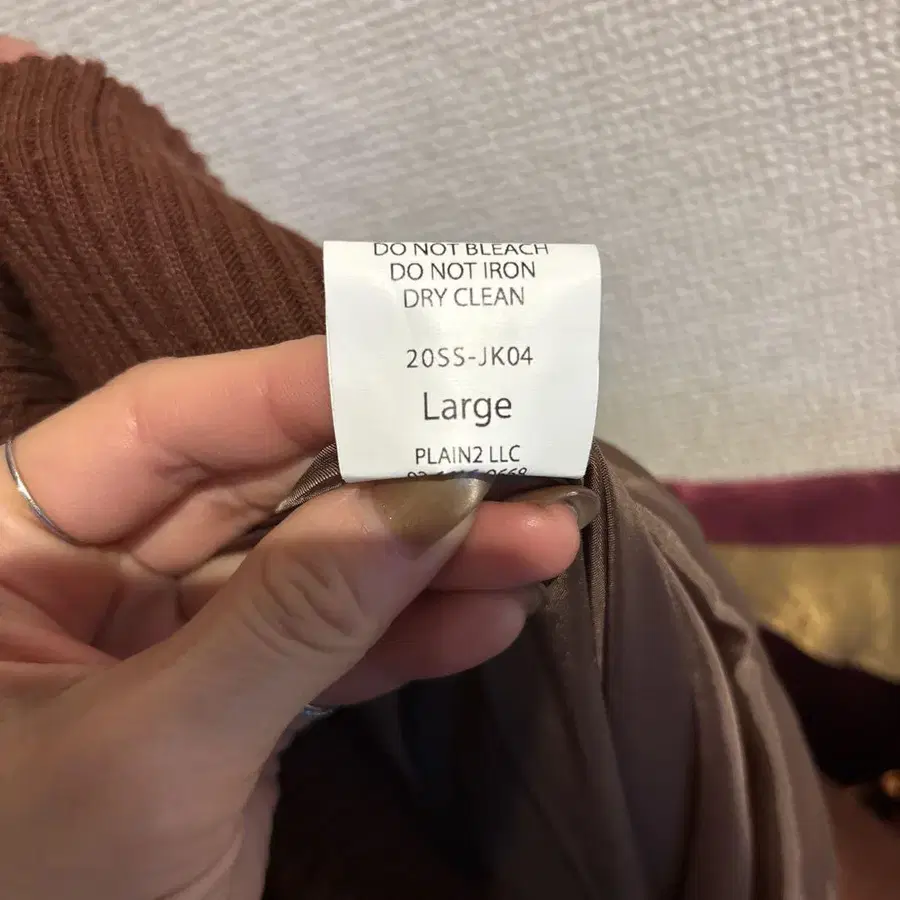 DO NOT BLEACH
DO NOT IRON
DRY CLEAN
20SS-JK04
Large
PLAIN2 LLC